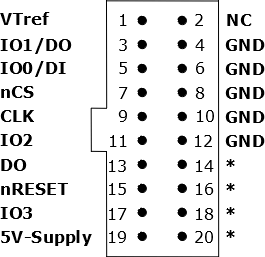 VTref 1 2 NC
IO1/DO 3 4 GND
IO0/DI 5 6 GND
nCS 7 8 GND
CLK 9 10 GND
IO2 11 12 GND
DO 13 14 *
nRESET 15 16 *
IO3 17 18 *
5V-Supply 19 20 *